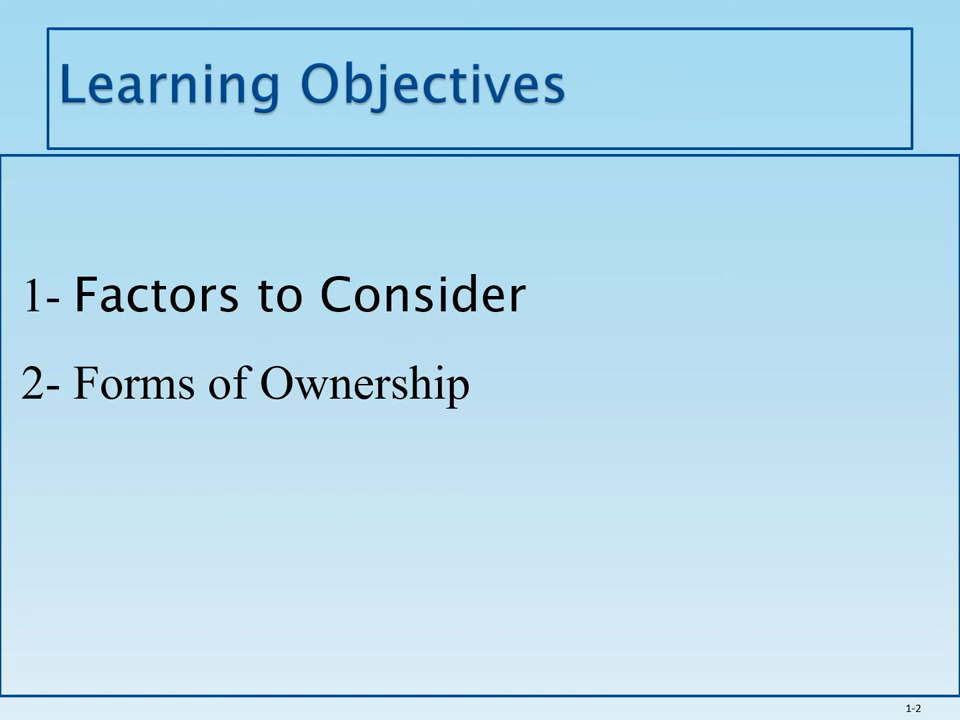 Learning Objectives
1- Factors to Consider
2- Forms of Ownership
1-2